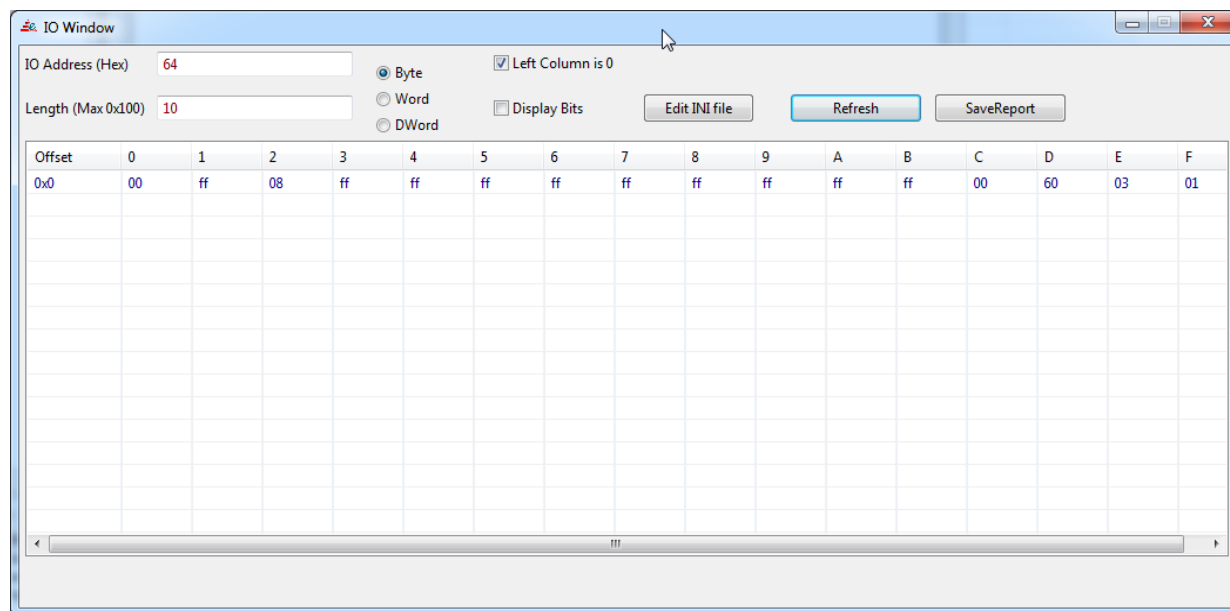 IO Window
IO Address (Hex) 64 Byte Left Column is 0
Word
Length (Max 0x100) 10 Display Bits Edit INI file Refresh SaveReport
DWord
Offset 0 1 2 3 4 5 6 7 8 9 A B C D E F
0x0 00 ff 08 ff ff ff ff ff ff ff ff ff 00 60 03 01